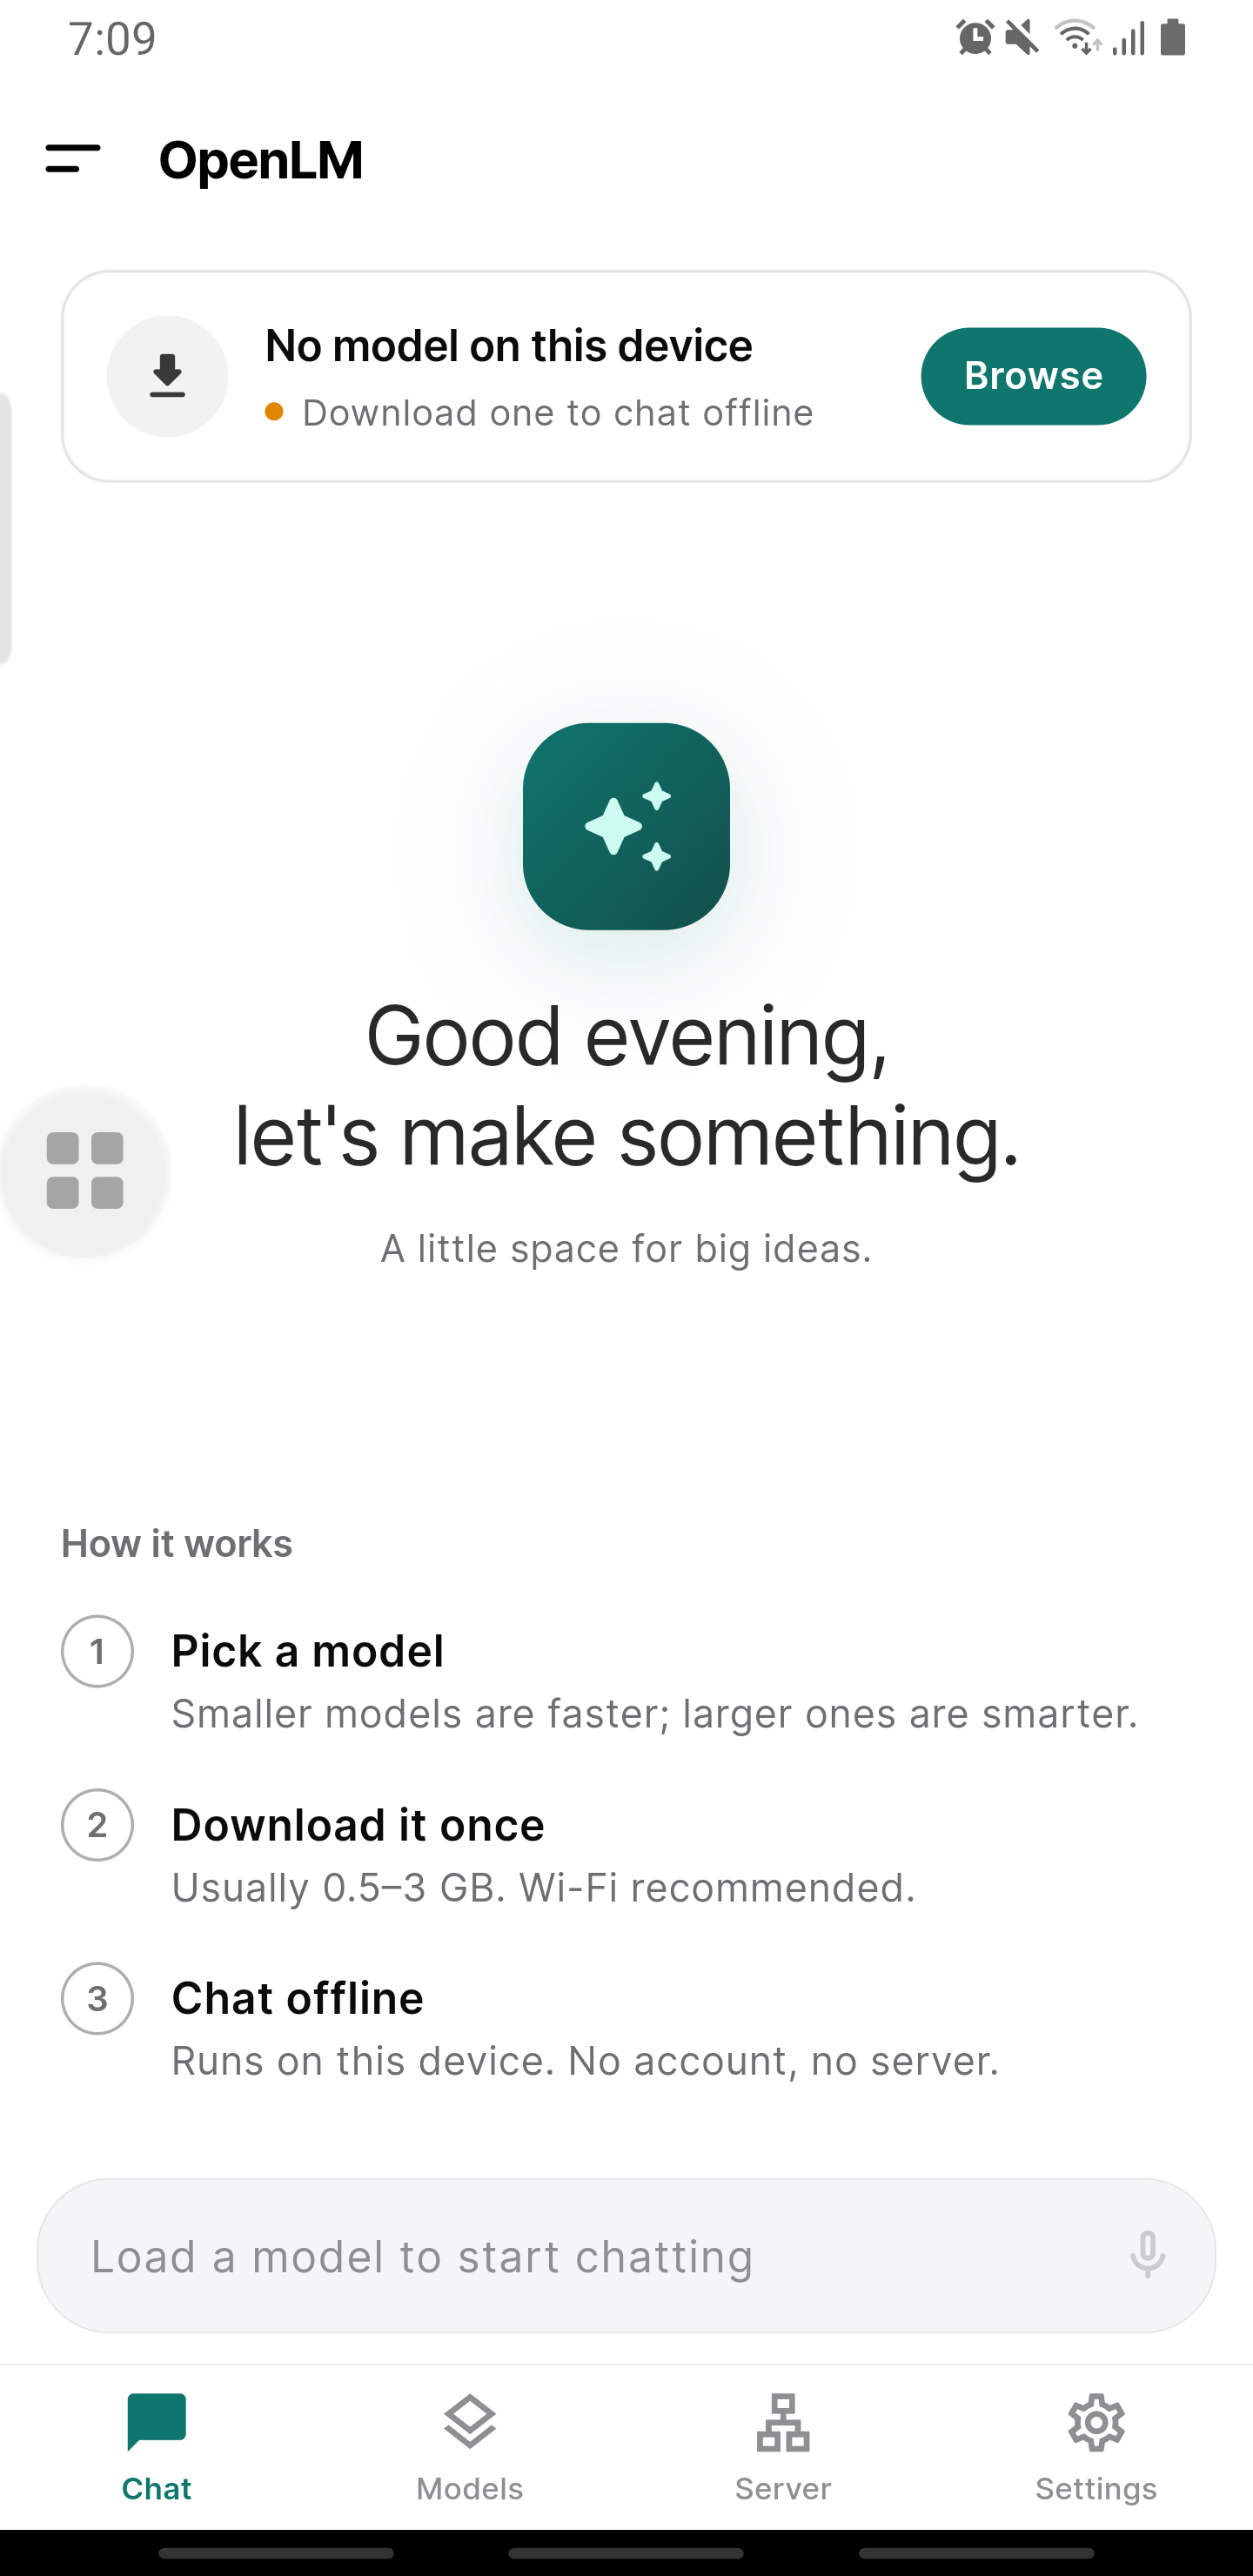 7:09
OpenLM
No model on this device
Download one to chat offline
Browse
Good evening,
let's make something.
A little space for big ideas.
How it works
1
Pick a model
Smaller models are faster; larger ones are smarter.
2
Download it once
Usually 0.5–3 GB. Wi-Fi recommended.
3
Chat offline
Runs on this device. No account, no server.
Load a model to start chatting
Chat
Models
Server
Settings